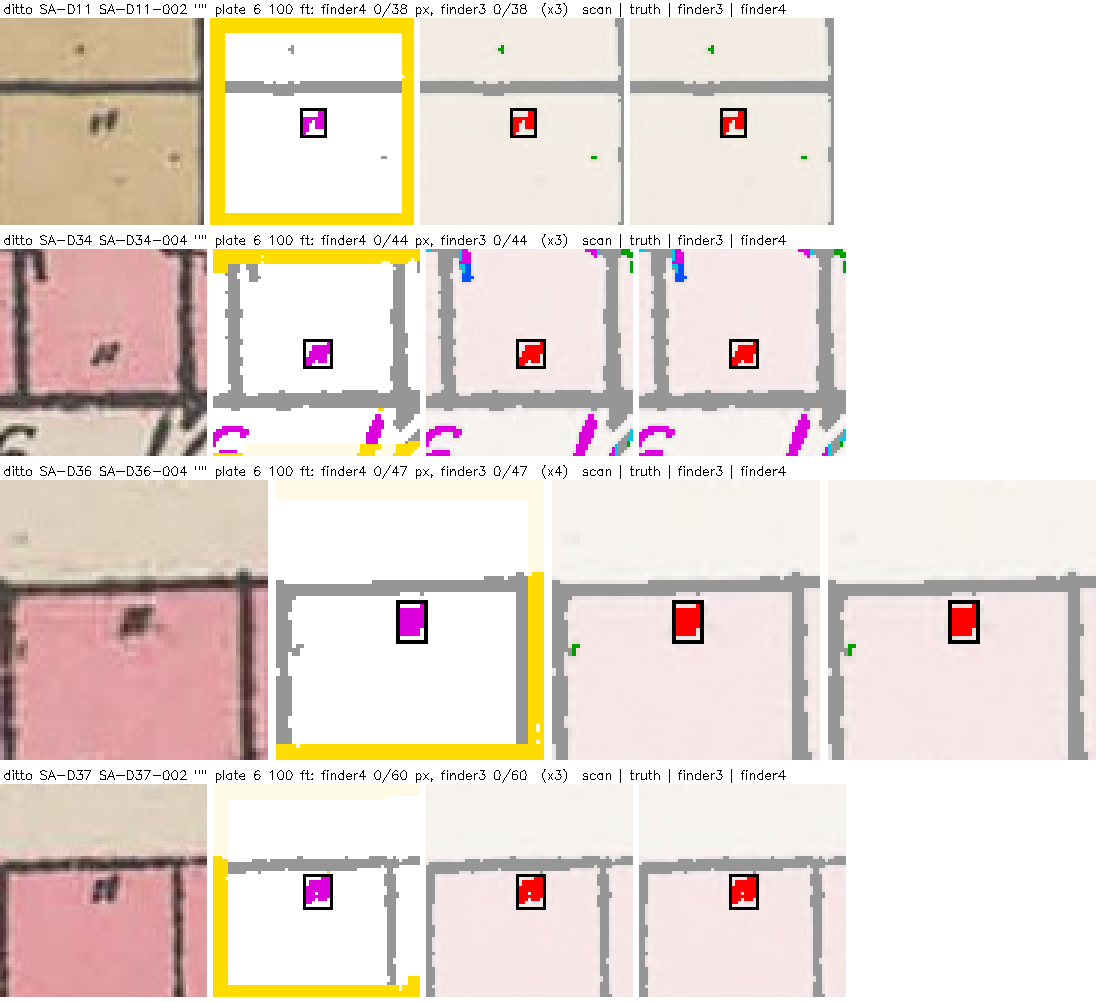 ditto SA-D11 SA-D11-002 '"' plate 6 100 ft: finder4 0/38 px, finder3 0/38 (x3) scan | truth | finder3 | finder4
〃
ditto SA-D34 SA-D34-004 '"' plate 6 100 ft: finder4 0/44 px, finder3 0/44 (x3) scan | truth | finder3 | finder4
〃
ditto SA-D36 SA-D36-004 '"' plate 6 100 ft: finder4 0/47 px, finder3 0/47 (x4) scan | truth | finder3 | finder4
〃
ditto SA-D37 SA-D37-002 '"' plate 6 100 ft: finder4 0/60 px, finder3 0/60 (x3) scan | truth | finder3 | finder4
〃